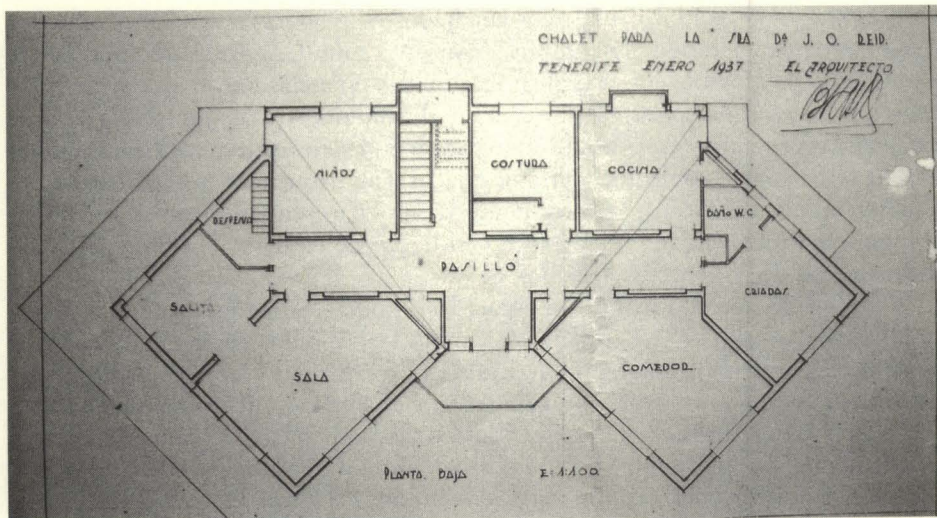 CHALET PARA LA SRA. Dª J. O. REID.
TENERIFE ENERO 1937 EL ARQUITECTO
NIÑOS
COSTURA
COCINA
DESPENSA
BAÑO W.C.
PASILLO
SALITA
CRIADAS
SALA
COMEDOR
PLANTA BAJA E: 1:100